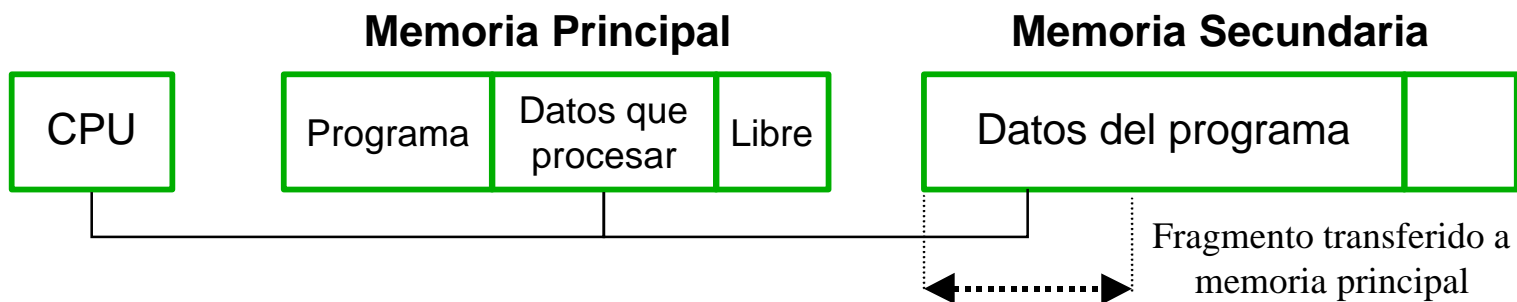 Memoria Principal
Memoria Secundaria
CPU
Programa
Datos que
procesar
Libre
Datos del programa
Fragmento transferido a
memoria principal